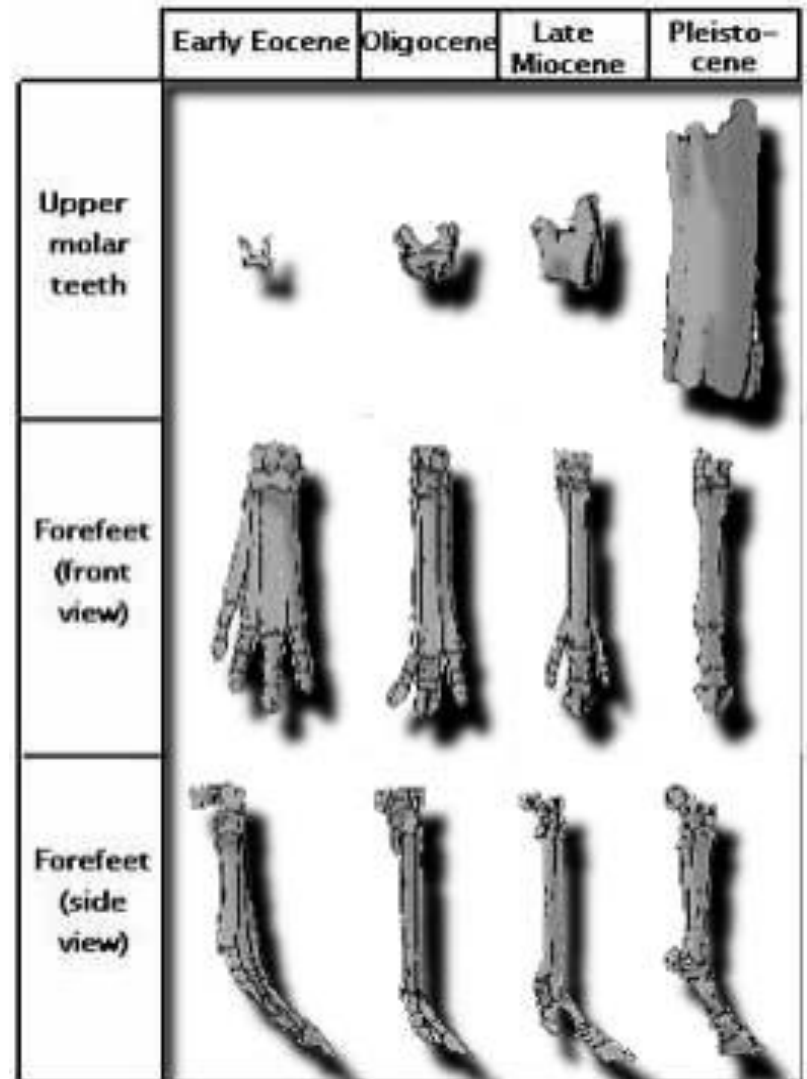 Early Eocene
Oligocene
Late
Miocene
Pleisto-
cene
Upper
molar
teeth
Forefeet
(front
view)
Forefeet
(side
view)